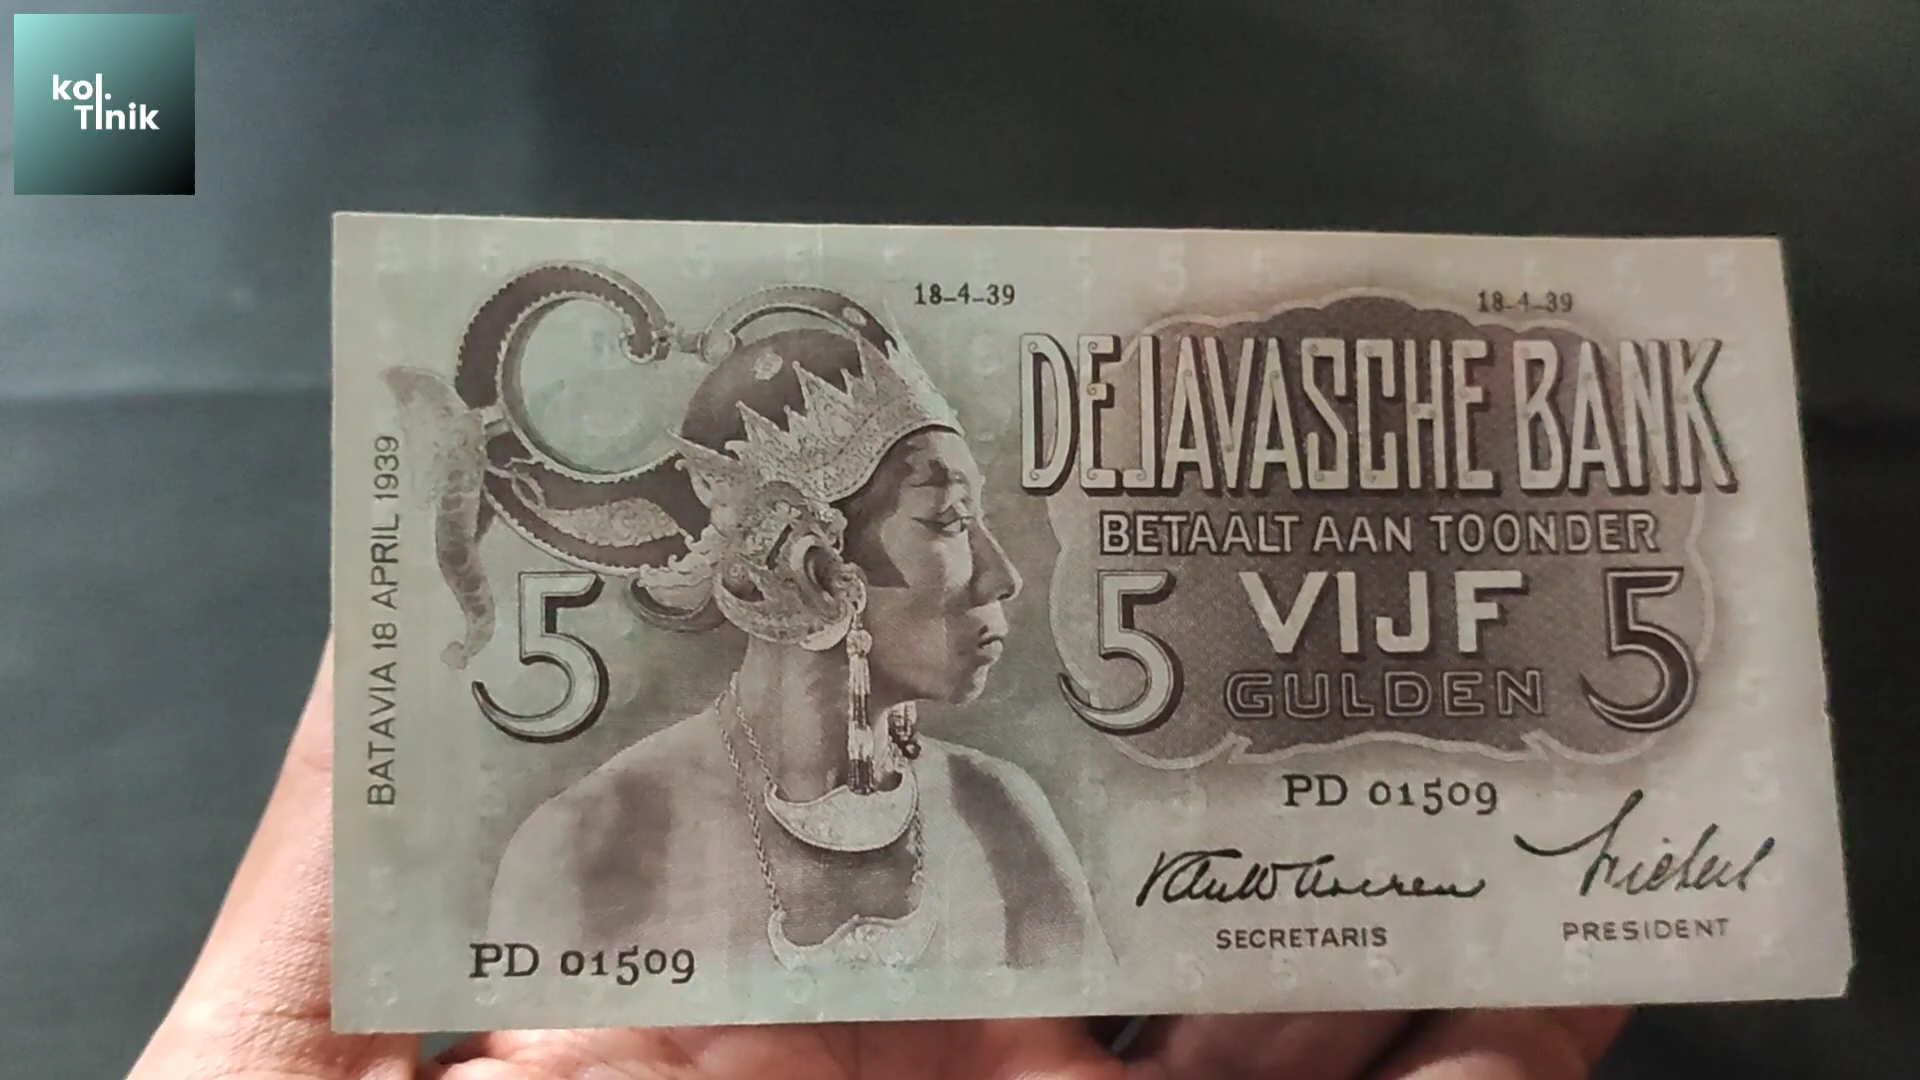 kol.
TInik
18-4-39
18-4-39
DE JAVASCHE BANK
BETAALT AAN TOONDER
5 5 VIJF 5
GULDEN
BATAVIA 18 APRIL 1939
PD 01509
SECRETARIS
PRESIDENT
PD 01509